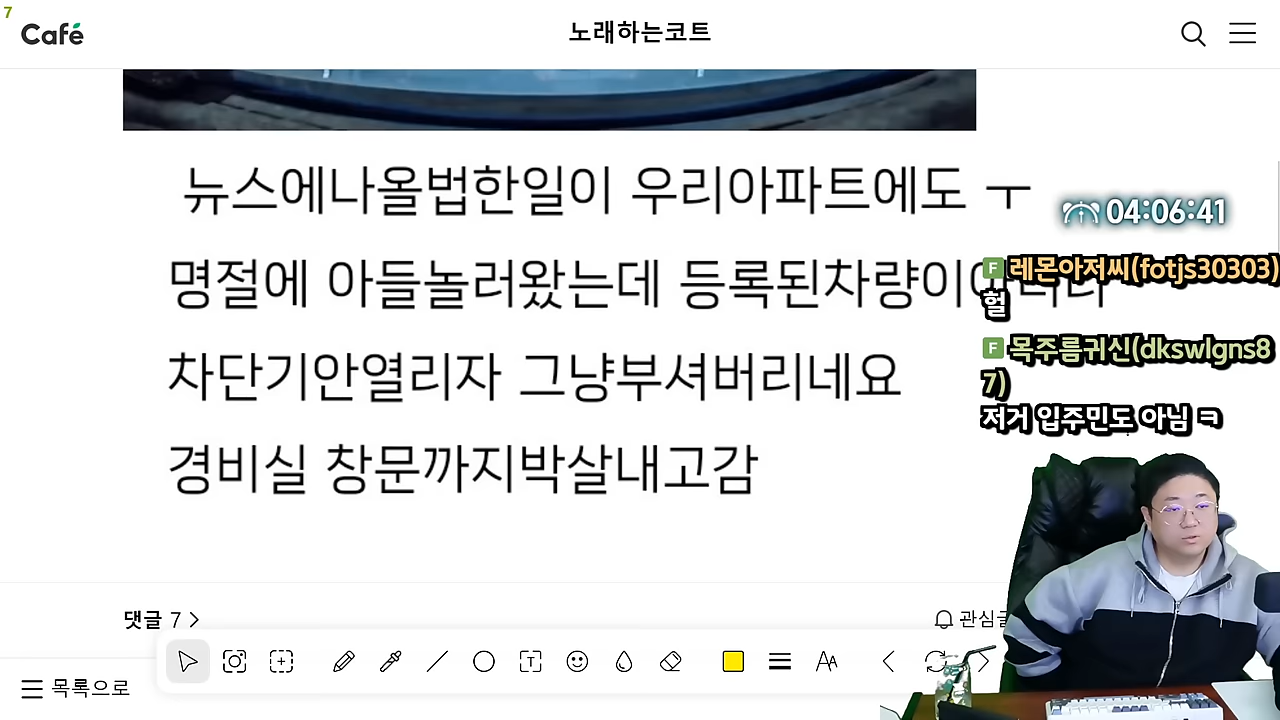 7
Café
노래하는코트
뉴스에나올법한일이 우리아파트에도 ㅜ
04:06:41
명절에 아들놀러왔는데 등록된차량이
F 레몬아저씨(fotjs30303)
헐
차단기안열리자 그냥부셔버리네요
F 목주름귀신(dkswlgns8
7)
저거 입주민도 아님 ㅋ
경비실 창문까지박살내고감
댓글 7
관심글
T
AA
목록으로